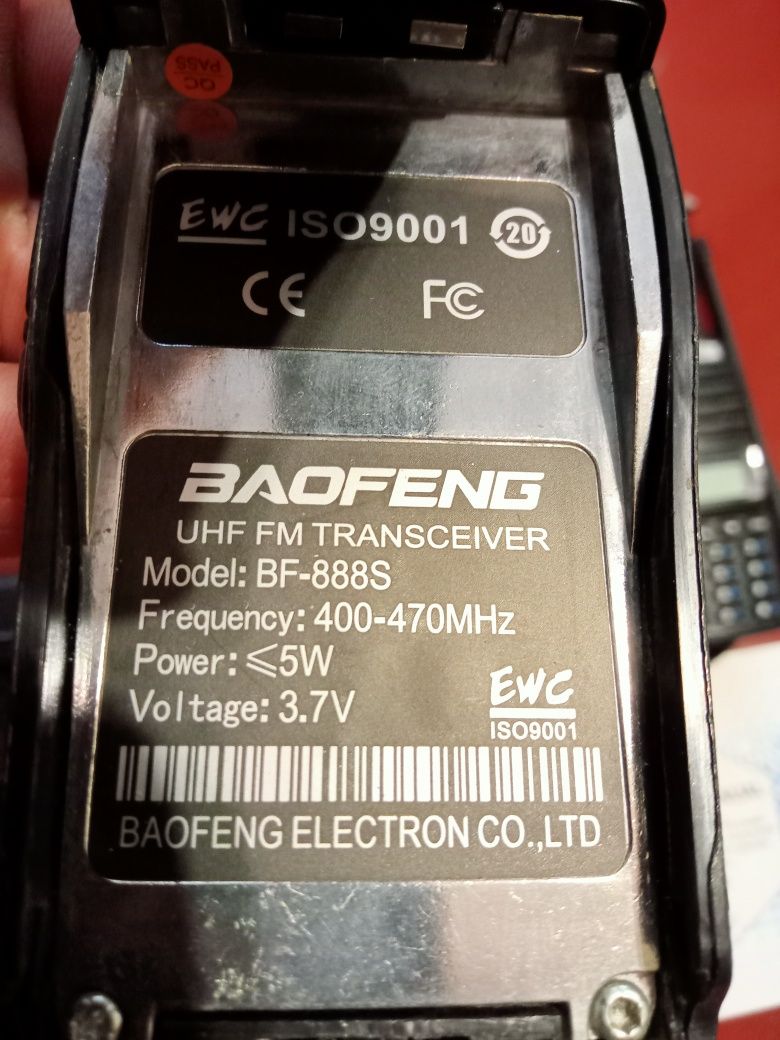 QC
PASS
EWC ISO9001 20
CE FC
BAOFENG
UHF FM TRANSCEIVER
Model: BF-888S
Frequency: 400-470MHz
Power: ≤5W
Voltage: 3.7V
EWC
ISO9001
BAOFENG ELECTRON CO.,LTD